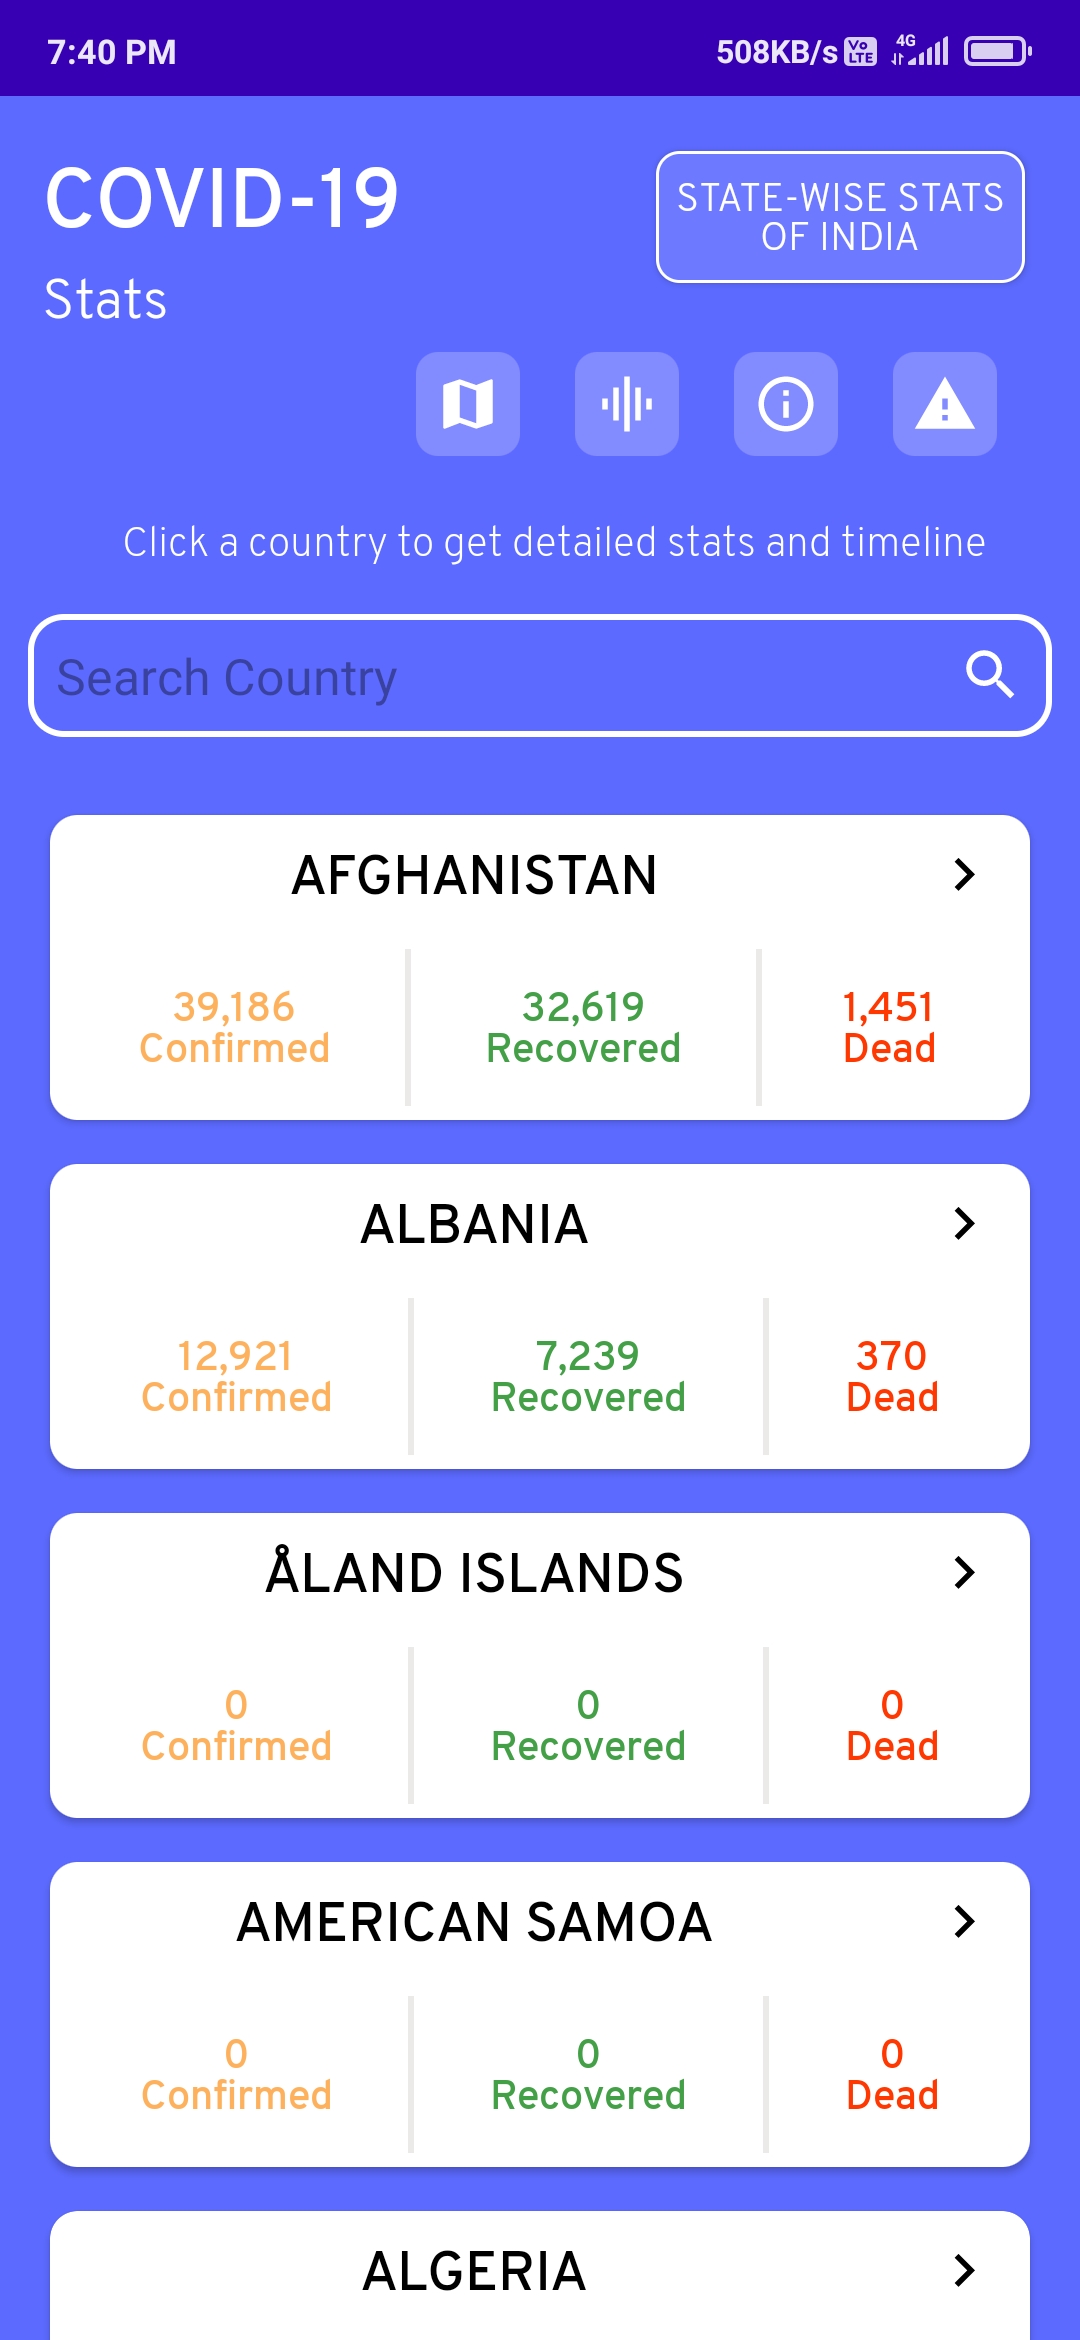 7:40 PM
508KB/s Vo LTE 4G
COVID-19
Stats
STATE-WISE STATS
OF INDIA
Click a country to get detailed stats and timeline
Search Country
AFGHANISTAN
39,186 32,619 1,451
Confirmed Recovered Dead
ALBANIA
12,921 7,239 370
Confirmed Recovered Dead
ÅLAND ISLANDS
0 0 0
Confirmed Recovered Dead
AMERICAN SAMOA
0 0 0
Confirmed Recovered Dead
ALGERIA